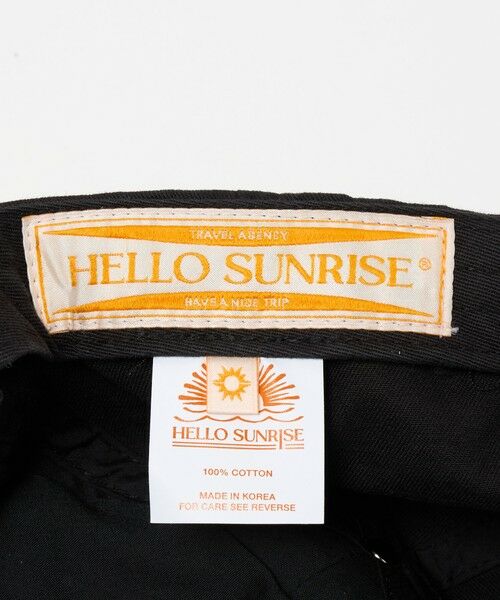 TRAVEL AGENCY
HELLO SUNRISE®
HAVE A NICE TRIP
HELLO SUNRISE
100% COTTON
MADE IN KOREA
FOR CARE SEE REVERSE